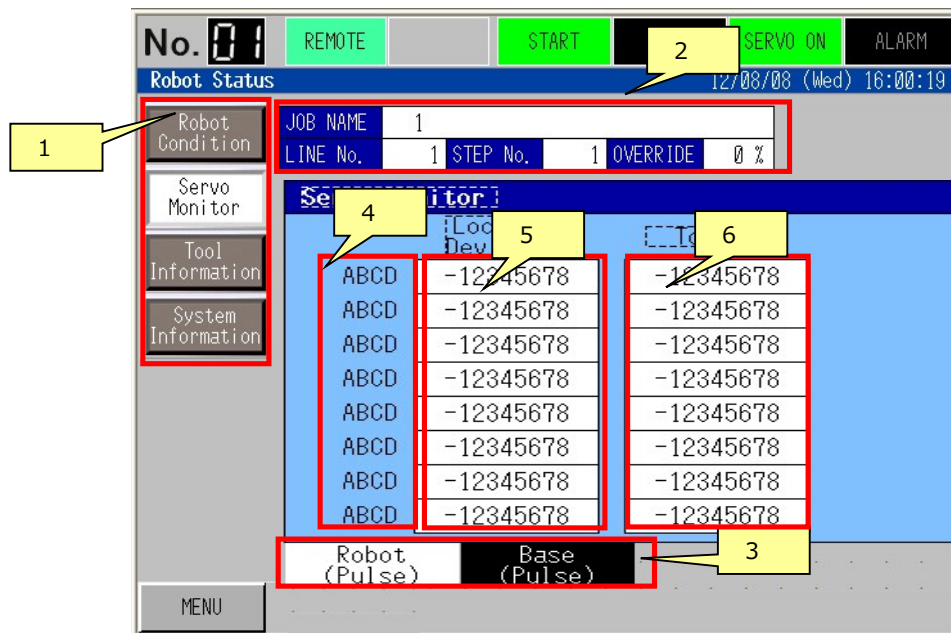 No. 01 REMOTE START SERVO ON ALARM
Robot Status 12/08/08 (Wed) 16:00:19
1
2
Robot
Condition
JOB NAME 1
LINE No. 1 STEP No. 1 OVERRIDE 0 %
Servo
Monitor
Tool
Information
System
Information
4
5
6
ABCD -12345678 -12345678
ABCD -12345678 -12345678
ABCD -12345678 -12345678
ABCD -12345678 -12345678
ABCD -12345678 -12345678
ABCD -12345678 -12345678
ABCD -12345678 -12345678
ABCD -12345678 -12345678
Robot
(Pulse)
Base
(Pulse)
3
MENU